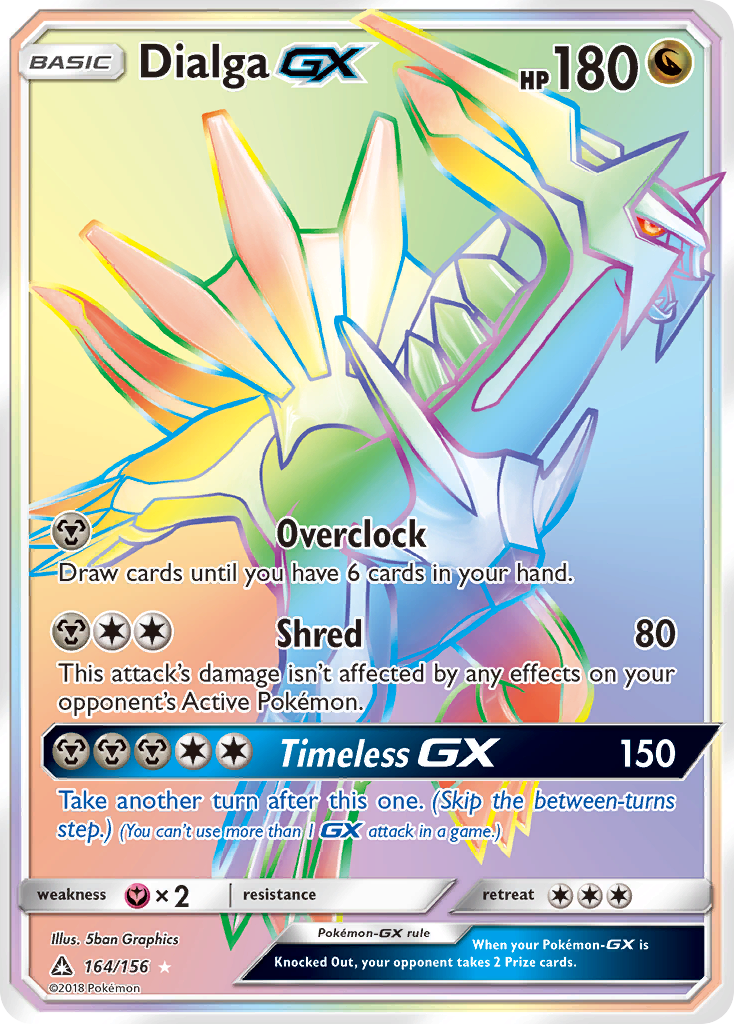 BASIC Dialga GX HP 180
Overclock
Draw cards until you have 6 cards in your hand.
Shred 80
This attack's damage isn't affected by any effects on your
opponent's Active Pokémon.
Timeless GX 150
Take another turn after this one. (Skip the between-turns
step.) (You can't use more than 1 GX attack in a game.)
weakness ×2 resistance retreat
Illus. 5ban Graphics
164/156
©2018 Pokémon
Pokémon-GX rule
When your Pokémon-GX is
Knocked Out, your opponent takes 2 Prize cards.